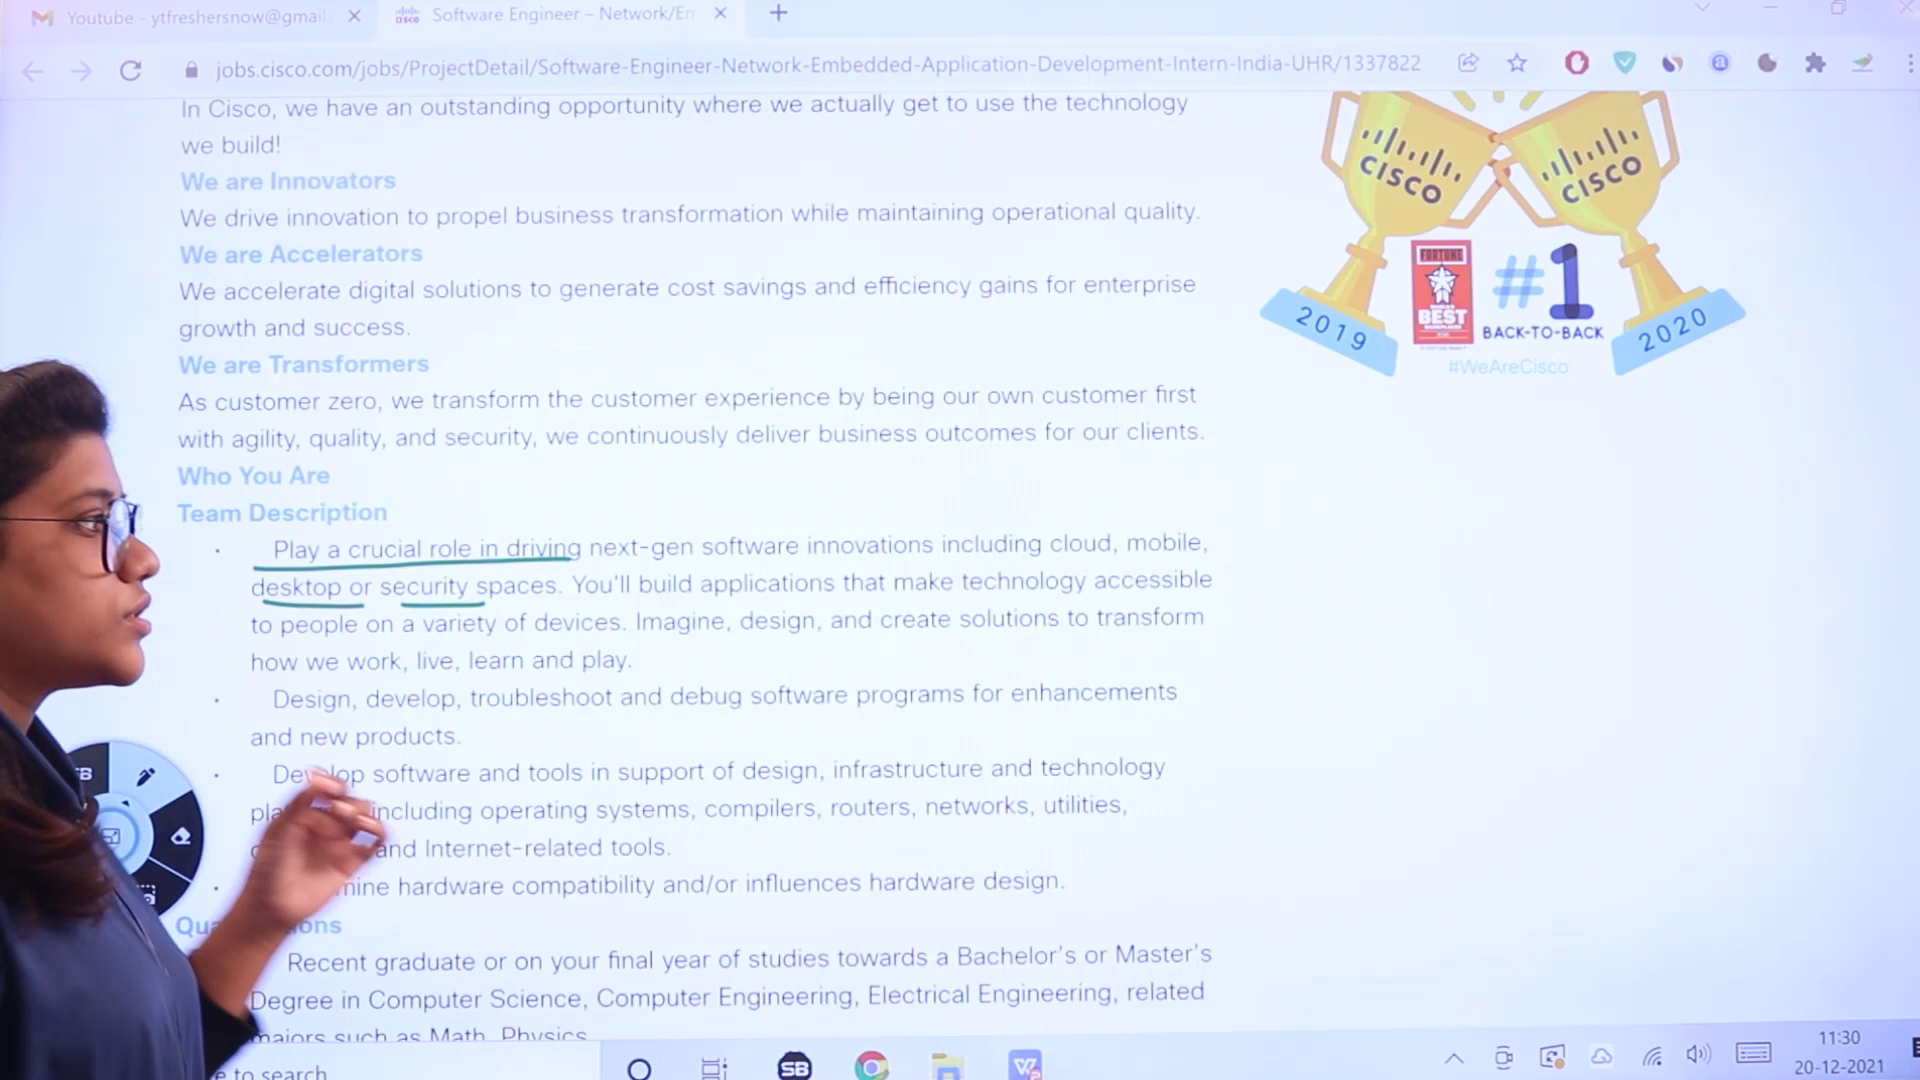 Youtube - ytfreshersnow@gmail.
Software Engineer – Network/Em
jobs.cisco.com/jobs/ProjectDetail/Software-Engineer-Network-Embedded-Application-Development-Intern-India-UHR/1337822
In Cisco, we have an outstanding opportunity where we actually get to use the technology
we build!
We are Innovators
We drive innovation to propel business transformation while maintaining operational quality.
We are Accelerators
We accelerate digital solutions to generate cost savings and efficiency gains for enterprise
growth and success.
We are Transformers
As customer zero, we transform the customer experience by being our own customer first
with agility, quality, and security, we continuously deliver business outcomes for our clients.
Who You Are
Team Description
· Play a crucial role in driving next-gen software innovations including cloud, mobile,
desktop or security spaces. You'll build applications that make technology accessible
to people on a variety of devices. Imagine, design, and create solutions to transform
how we work, live, learn and play.
· Design, develop, troubleshoot and debug software programs for enhancements
and new products.
· Develop software and tools in support of design, infrastructure and technology
including operating systems, compilers, routers, networks, utilities,
and Internet-related tools.
· hardware compatibility and/or influences hardware design.
Recent graduate or on your final year of studies towards a Bachelor's or Master's
Degree in Computer Science, Computer Engineering, Electrical Engineering, related
majors such as Math, Physics
CISCO
CISCO
FORTUNE
BEST
#1
BACK-TO-BACK
2019
2020
#WeAreCisco
to search
SB
11:30
20-12-2021